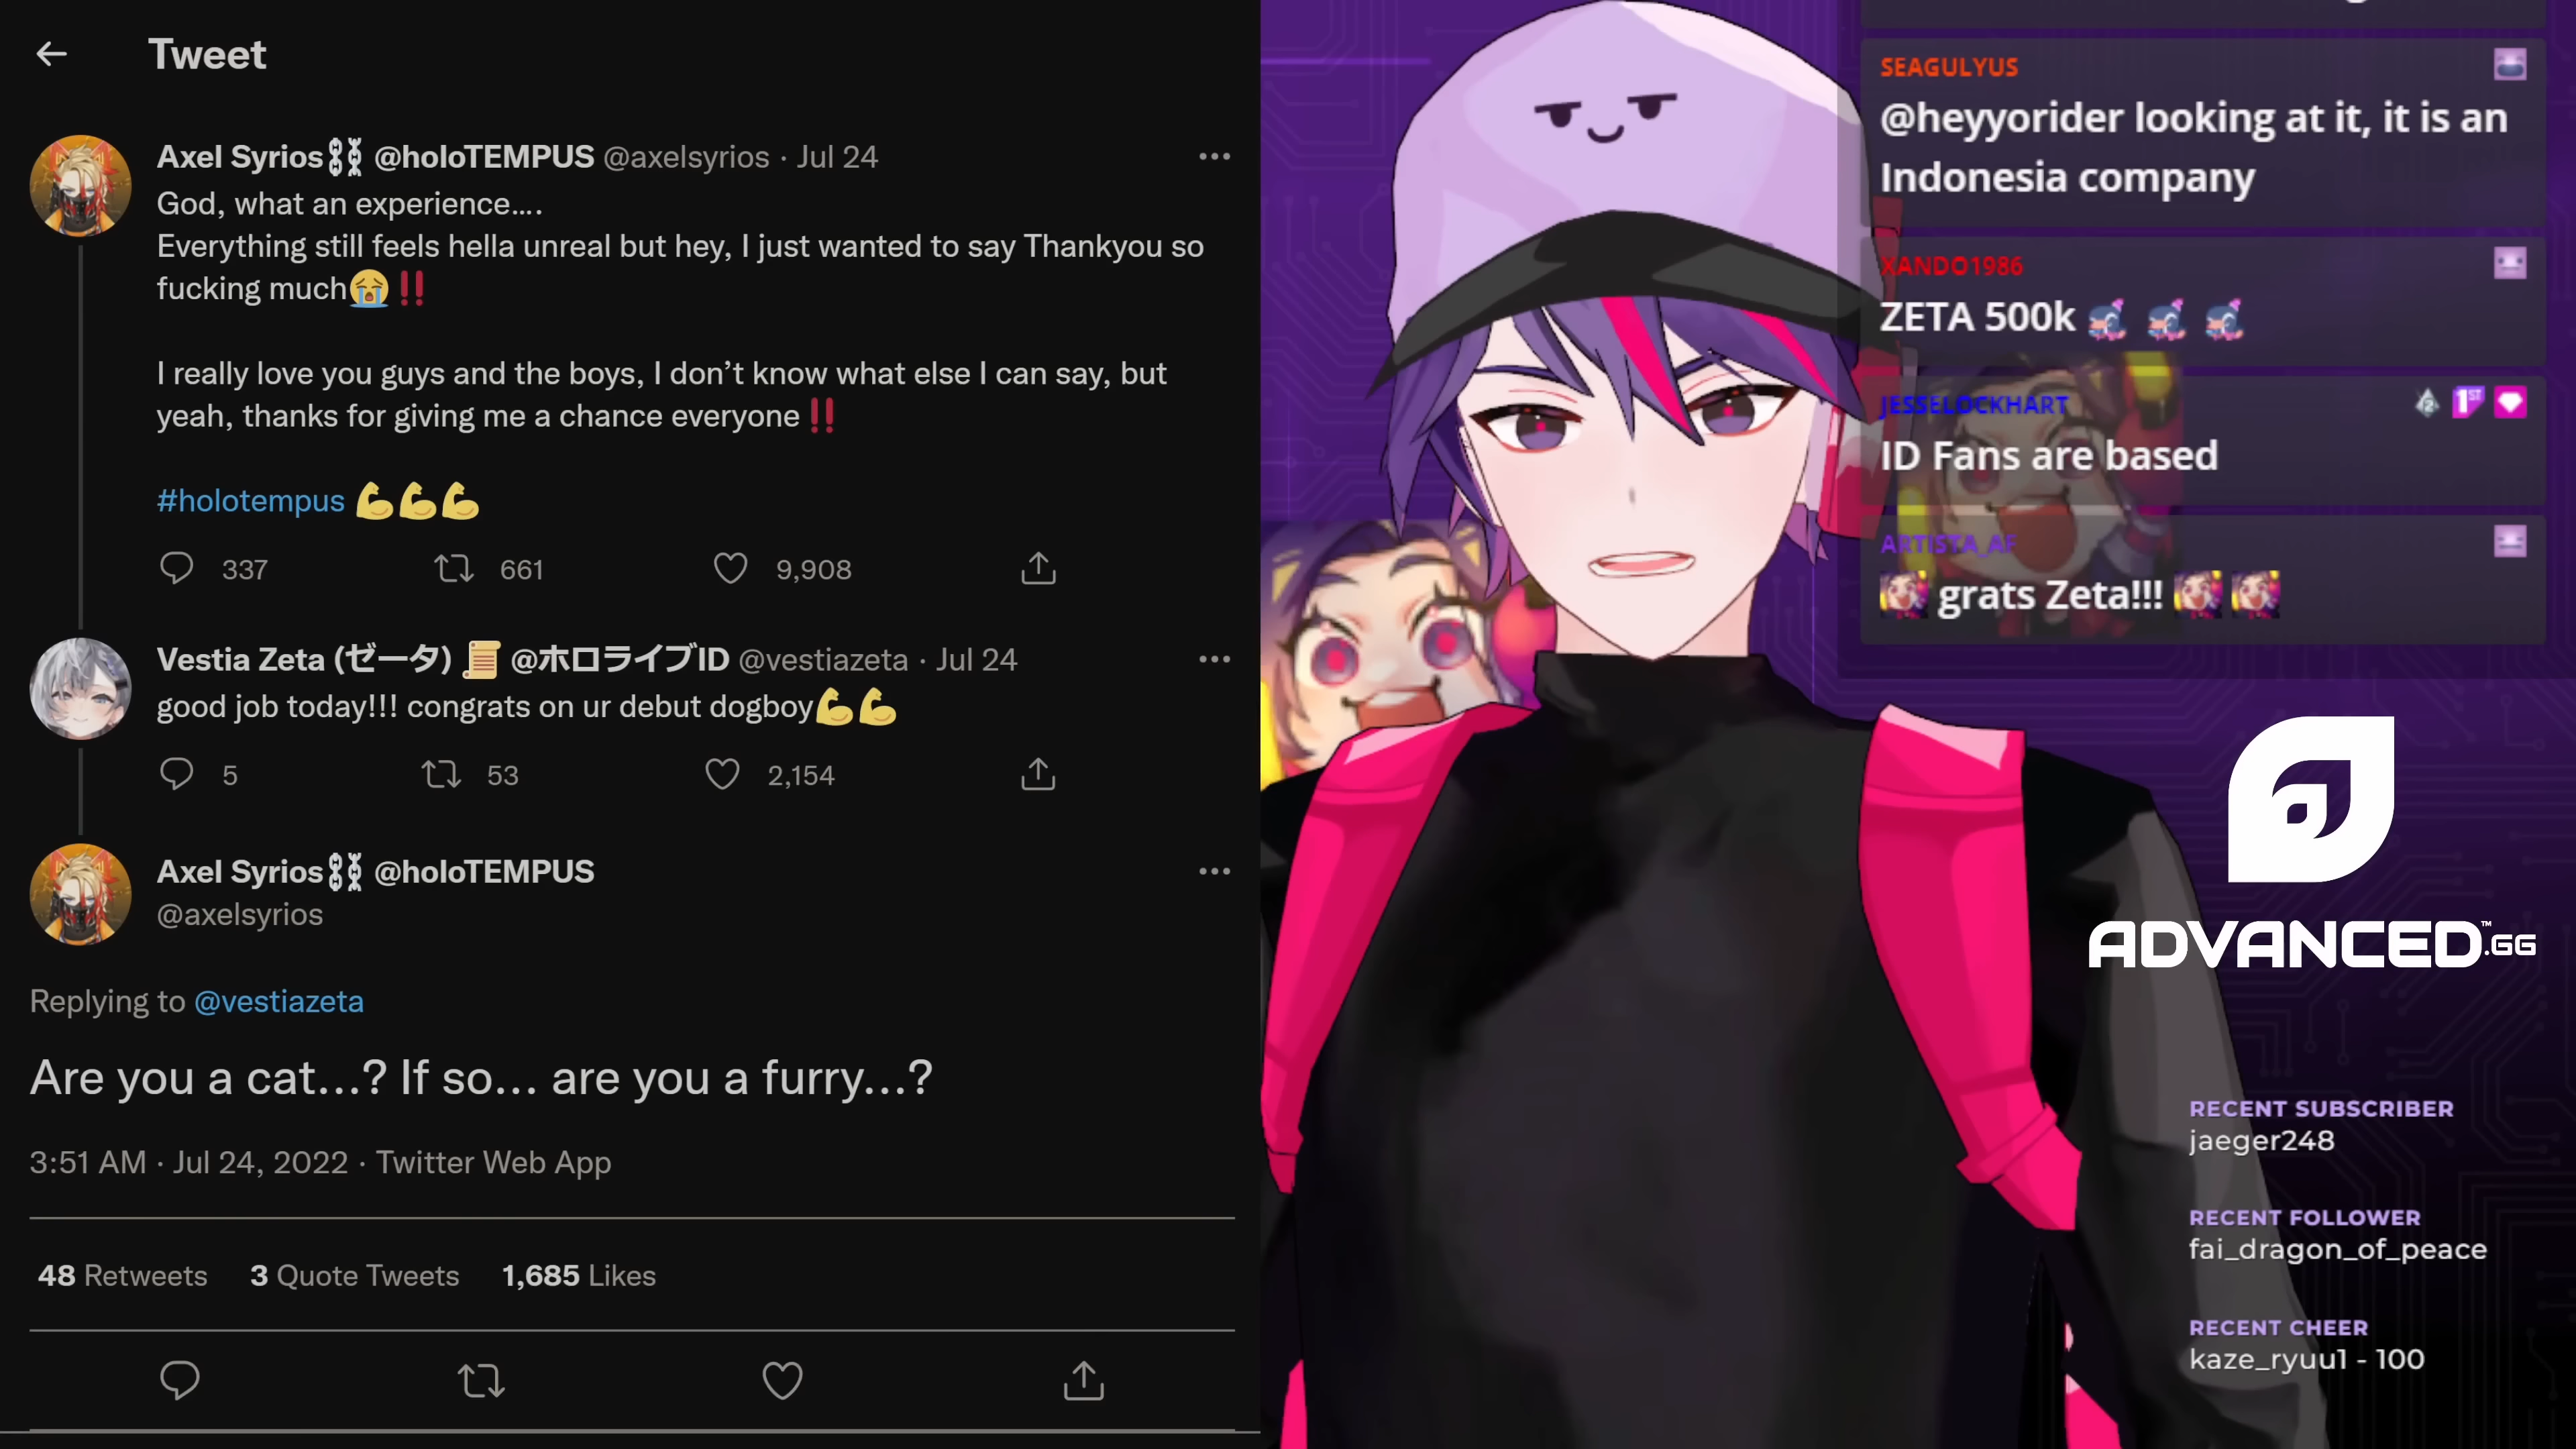 Tweet
Axel Syrios⛓⛓ @holoTEMPUS @axelsyrios · Jul 24
God, what an experience....
Everything still feels hella unreal but hey, I just wanted to say Thankyou so
fucking much😭‼️
I really love you guys and the boys, I don’t know what else I can say, but
yeah, thanks for giving me a chance everyone‼️
#holotempus 💪💪💪
337 661 9,908
Vestia Zeta (ゼータ) 📜 @ホロライブID @vestiazeta · Jul 24
good job today!!! congrats on ur debut dogboy💪💪
5 53 2,154
Axel Syrios⛓⛓ @holoTEMPUS
@axelsyrios
Replying to @vestiazeta
Are you a cat...? If so... are you a furry...?
3:51 AM · Jul 24, 2022 · Twitter Web App
48 Retweets 3 Quote Tweets 1,685 Likes
SEAGULYUS
@heyyorider looking at it, it is an
Indonesia company
XANDO1986
ZETA 500k
JESSELOCKHART
1ST
ID Fans are based
ARTISTA_AF
grats Zeta!!!
ADVANCED.GG™
RECENT SUBSCRIBER
jaeger248
RECENT FOLLOWER
fai_dragon_of_peace
RECENT CHEER
kaze_ryuu1 - 100